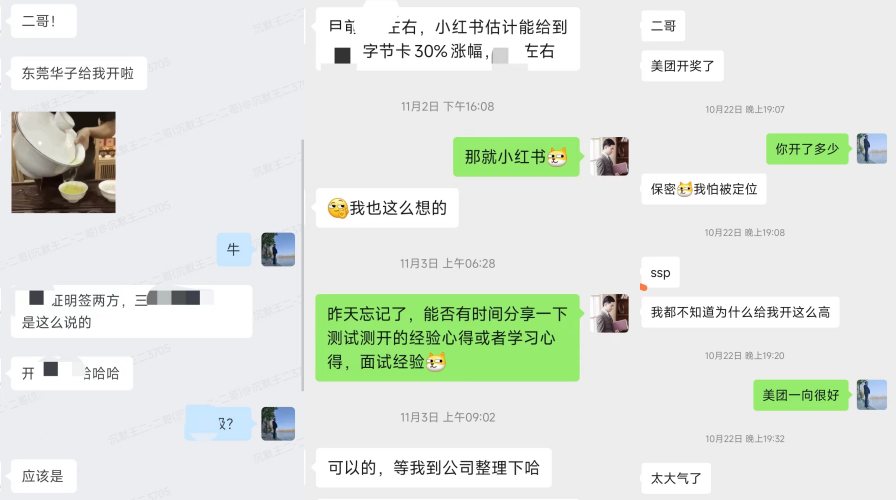 二哥！
东莞华子给我开啦
牛
证明签两方，三
是这么说的
开 哈哈哈
级？
应该是
左右，小红书估计能给到
字节卡30%涨幅， 左右
11月2日 下午16:08
那就小红书
我也这么想的
11月3日 上午06:28
昨天忘记了，能否有时间分享一下
测试测开的经验心得或者学习心
得，面试经验
11月3日 上午09:02
可以的，等我到公司整理下哈
二哥
美团开奖了
10月22日 晚上19:07
你开了多少
保密我怕被定位
10月22日 晚上19:08
ssp
我都不知道为什么给我开这么高
10月22日 晚上19:20
美团一向很好
10月22日 晚上19:32
太大气了